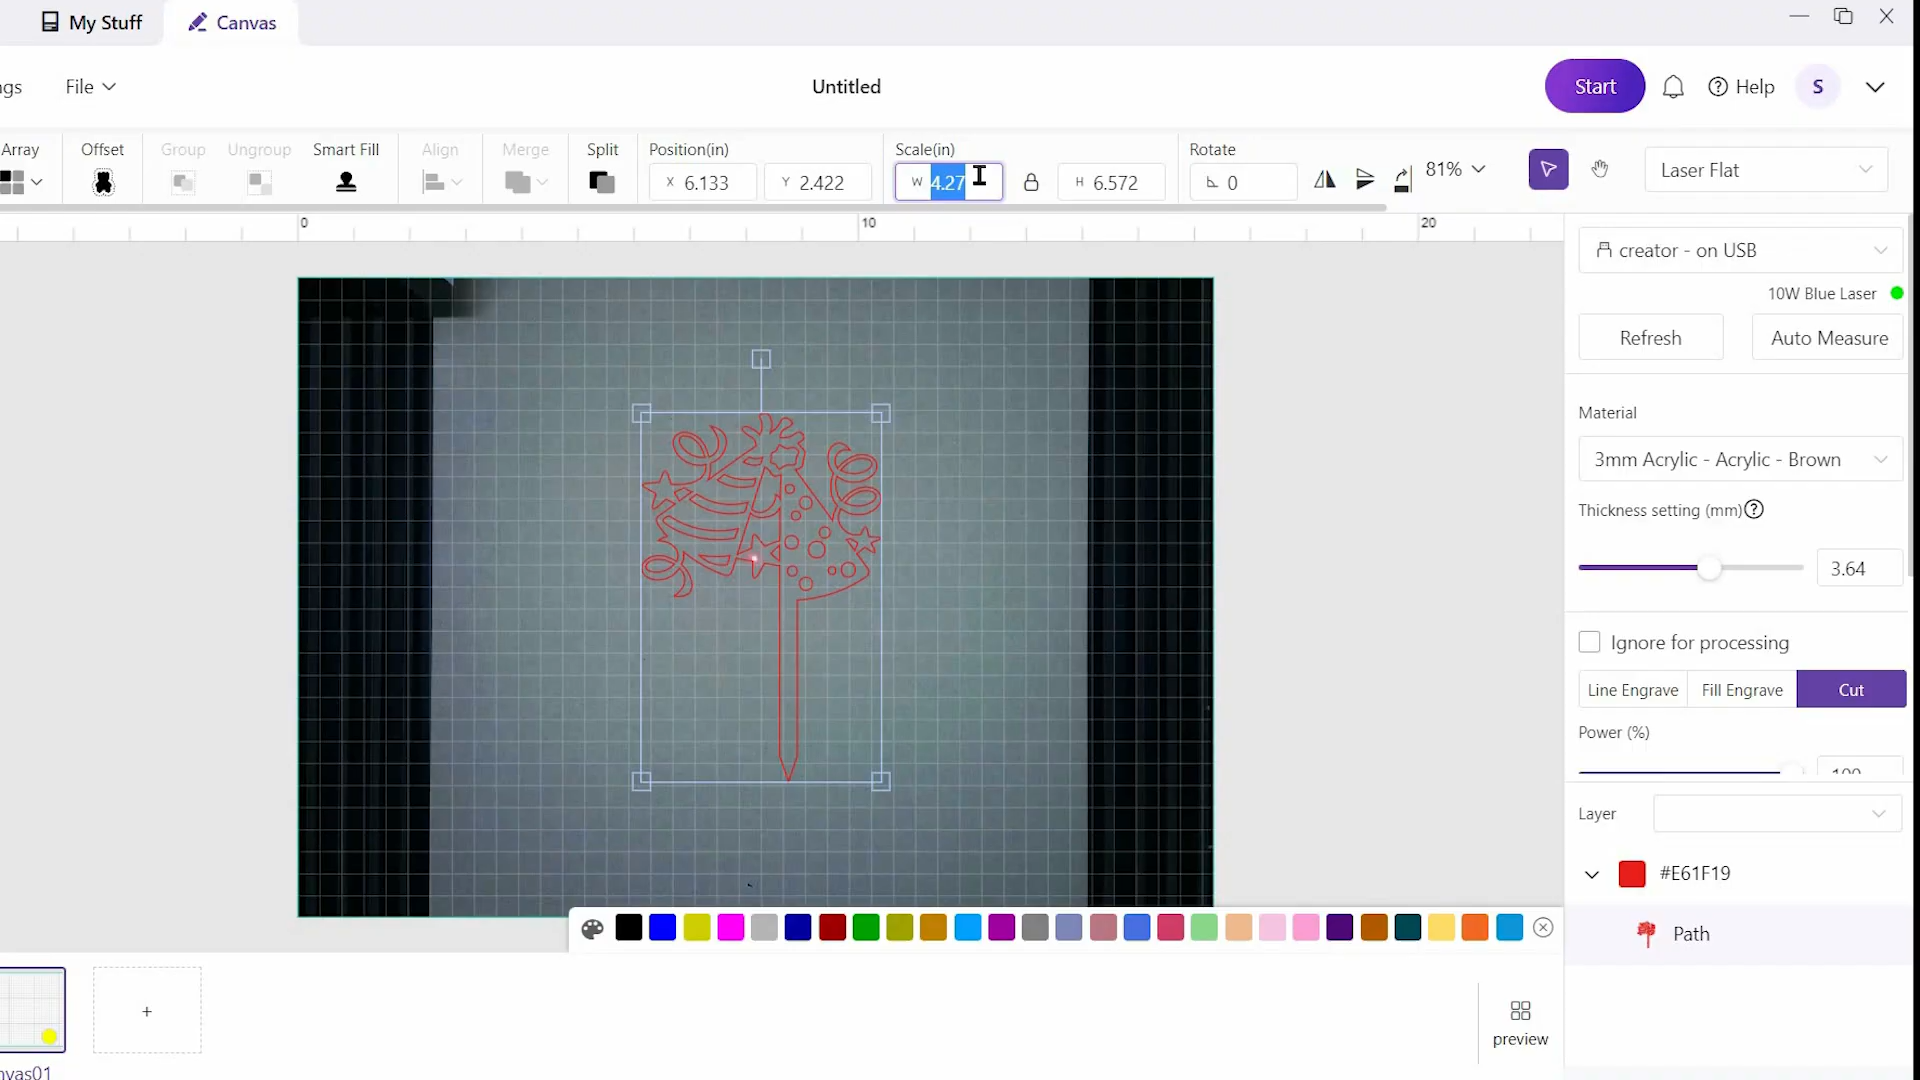 My Stuff
Canvas
ngs
File
Untitled
Start
Help
S
Array
Offset
Group
Ungroup
Smart Fill
Align
Merge
Split
Position(in)
X 6.133
Y 2.422
Scale(in)
W 4.27
H 6.572
Rotate
0
81%
Laser Flat
0
10
20
creator - on USB
10W Blue Laser
Refresh
Auto Measure
Material
3mm Acrylic - Acrylic - Brown
Thickness setting (mm)
3.64
Ignore for processing
Line Engrave
Fill Engrave
Cut
Power (%)
100
Layer
#E61F19
Path
+
preview
nvas01